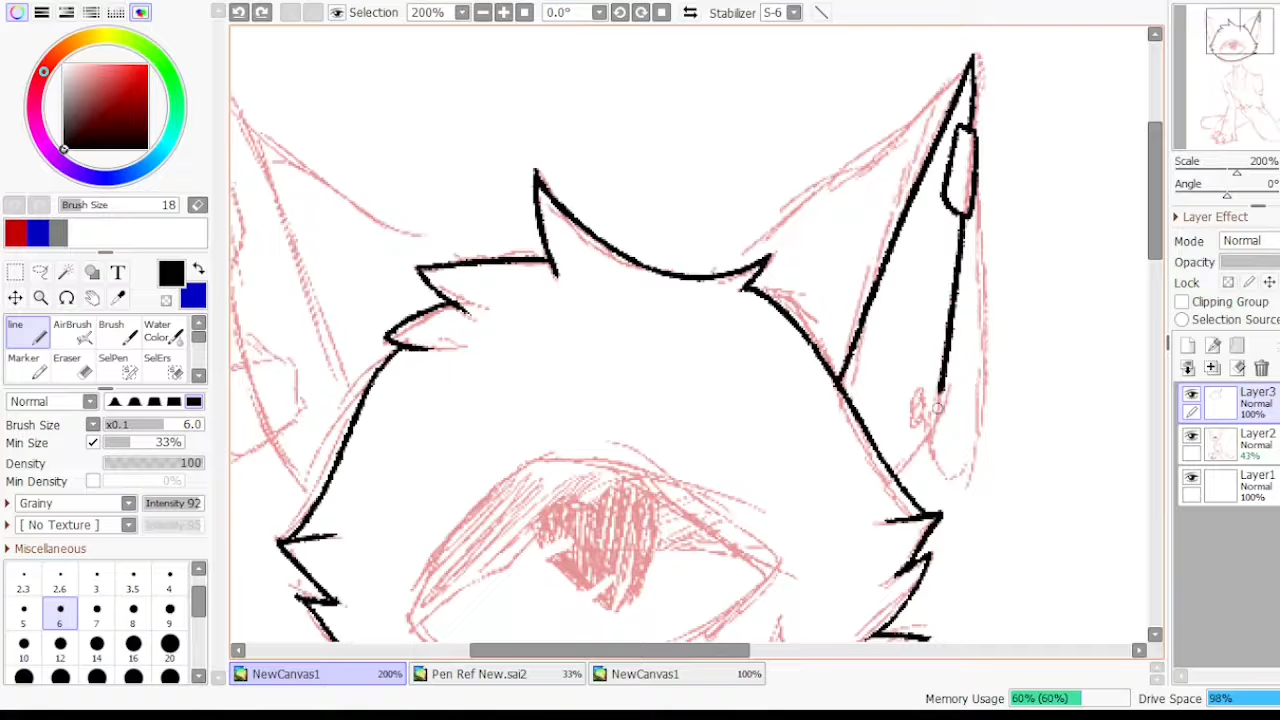 Selection 200% 0.0° Stabilizer S-6
Brush Size 18
T
line AirBrush Brush Water Color
Marker Eraser SelPen SelErs
Normal
Brush Size x0.1 6.0
Min Size 33%
Density 100
Min Density 0%
Grainy Intensity 92
[ No Texture ] Intensity 95
Miscellaneous
2.3 2.6 3 3.5 4
5 6 7 8 9
10 12 14 16 20
Scale 200%
Angle 0°
Layer Effect
Mode Normal
Opacity
Lock
Clipping Group
Selection Source
Layer3
Normal
100%
Layer2
Normal
43%
Layer1
Normal
100%
NewCanvas1 200% Pen Ref New.sai2 33% NewCanvas1 100%
Memory Usage 60% (60%) Drive Space 98%